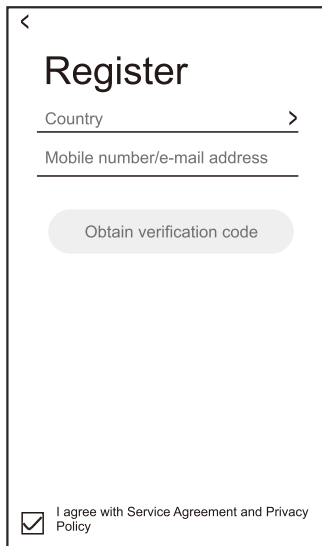 Register
Country
Mobile number/e-mail address
Obtain verification code
I agree with Service Agreement and Privacy
Policy